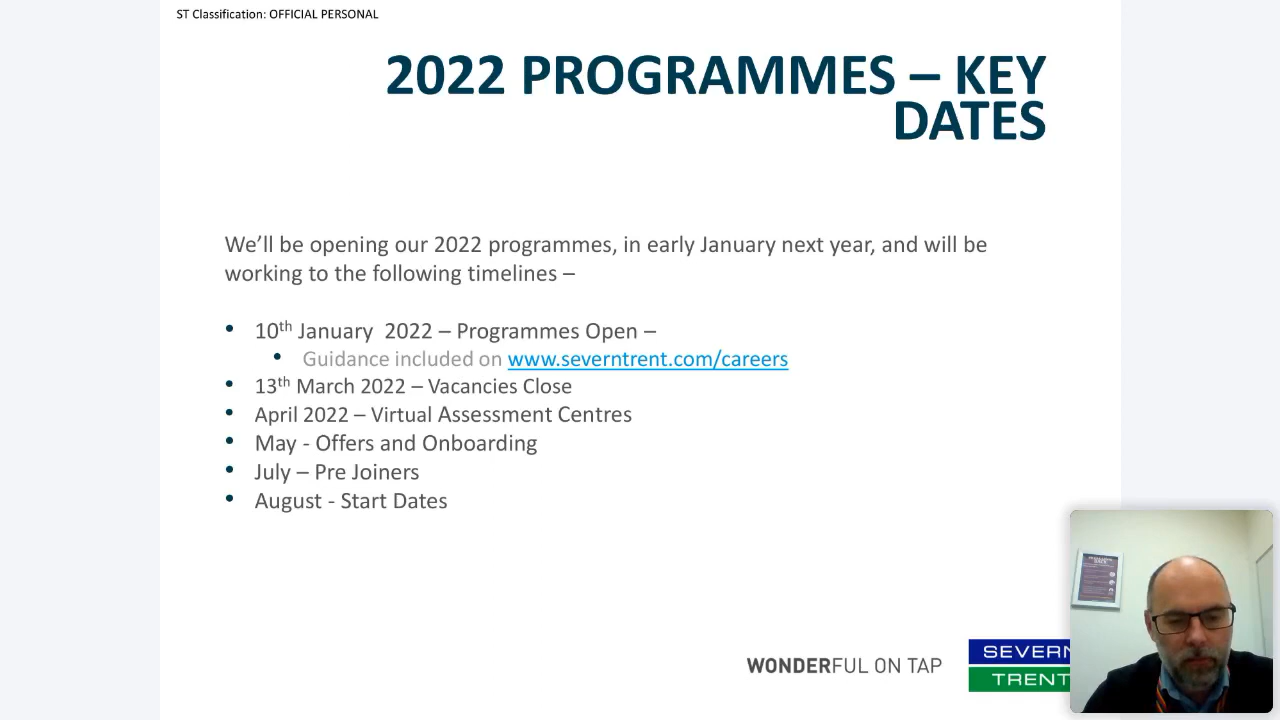 ST Classification: OFFICIAL PERSONAL
2022 PROGRAMMES – KEY
DATES
We’ll be opening our 2022 programmes, in early January next year, and will be
working to the following timelines –
• 10th January 2022 – Programmes Open –
• Guidance included on www.severntrent.com/careers
• 13th March 2022 – Vacancies Close
• April 2022 – Virtual Assessment Centres
• May - Offers and Onboarding
• July – Pre Joiners
• August - Start Dates
WONDERFUL ON TAP
SEVERN
TRENT